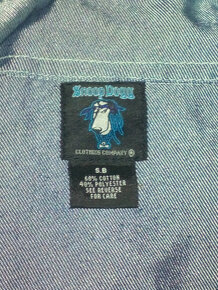 Snoop Dogg
CLOTHING COMPANY ®
S.B
60% COTTON
40% POLYESTER
SEE REVERSE
FOR CARE